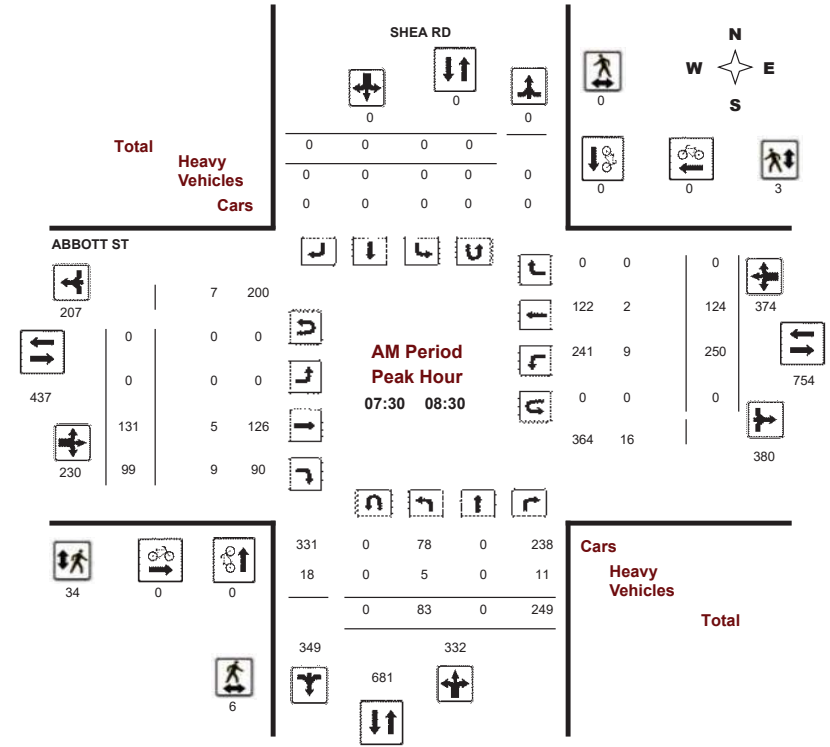 SHEA RD
N
W E
S
0
0
0
0
0 0 0 0
Total
Heavy
Vehicles
0 0 0 0 0
Cars
0 0 0 0 0
0 0 3
ABBOTT ST
207
7 200
437
0 0 0
0 0 0
131 5 126
230
99 9 90
AM Period
Peak Hour
07:30 08:30
0 0 0
122 2 124 374
241 9 250
754
0 0 0
364 16
380
34 0 0
6
331 0 78 0 238
18 0 5 0 11
0 83 0 249
349 332
681
Cars
Heavy
Vehicles
Total